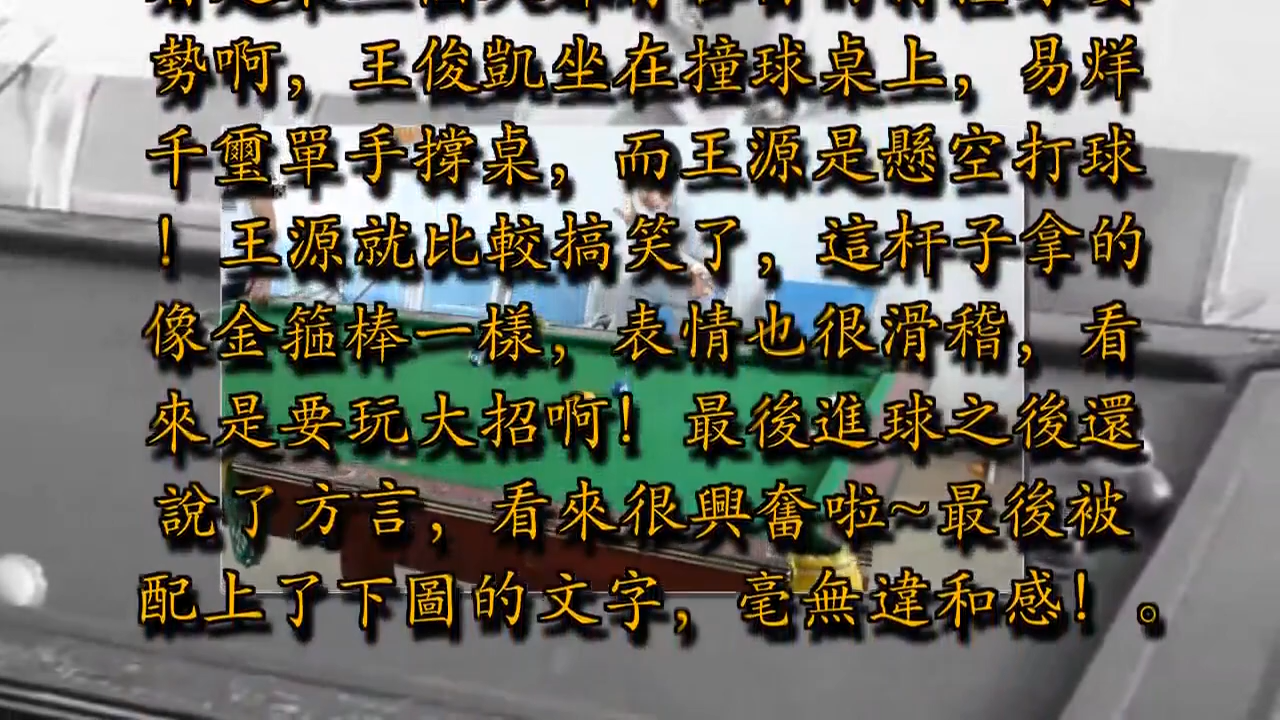 勢啊，王俊凱坐在撞球桌上，易烊
千璽單手撐桌，而王源是懸空打球
！王源就比較搞笑了，這杆子拿的
像金箍棒一樣，表情也很滑稽，看
來是要玩大招啊！最後進球之後還
說了方言，看來很興奮啦~最後被
配上了下圖的文字，毫無違和感！。